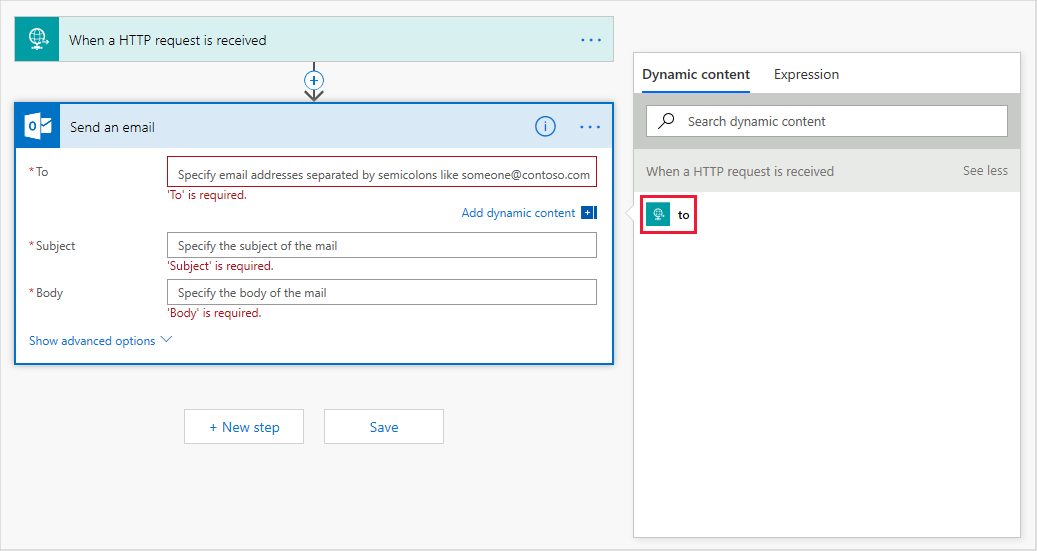 When a HTTP request is received
Send an email
*To
Specify email addresses separated by semicolons like someone@contoso.com
'To' is required.
Add dynamic content
*Subject
Specify the subject of the mail
'Subject' is required.
*Body
Specify the body of the mail
'Body' is required.
Show advanced options
+ New step
Save
Dynamic content
Expression
Search dynamic content
When a HTTP request is received
See less
to